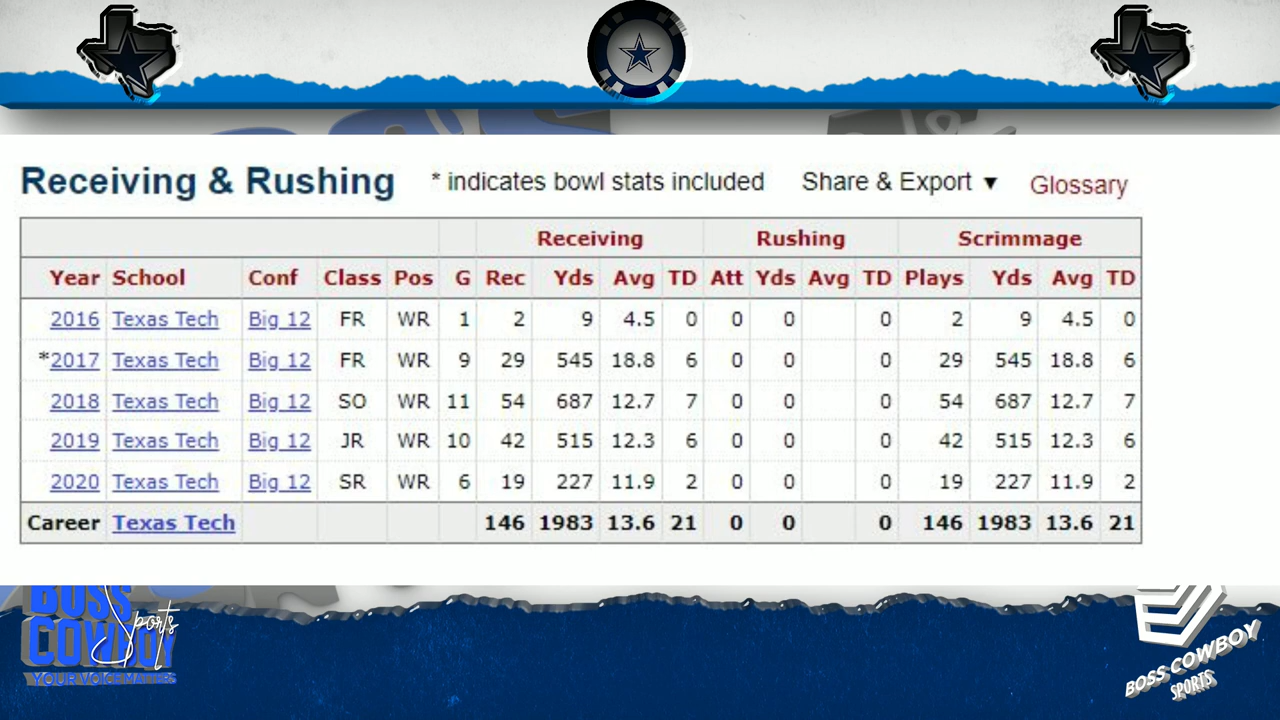 Receiving & Rushing * indicates bowl stats included Share & Export ▼ Glossary
Receiving Rushing Scrimmage
Year School Conf Class Pos G Rec Yds Avg TD Att Yds Avg TD Plays Yds Avg TD
2016 Texas Tech Big 12 FR WR 1 2 9 4.5 0 0 0 0 2 9 4.5 0
*2017 Texas Tech Big 12 FR WR 9 29 545 18.8 6 0 0 0 29 545 18.8 6
2018 Texas Tech Big 12 SO WR 11 54 687 12.7 7 0 0 0 54 687 12.7 7
2019 Texas Tech Big 12 JR WR 10 42 515 12.3 6 0 0 0 42 515 12.3 6
2020 Texas Tech Big 12 SR WR 6 19 227 11.9 2 0 0 0 19 227 11.9 2
Career Texas Tech 146 1983 13.6 21 0 0 0 146 1983 13.6 21
BOSS
COWBOY
Sports
YOUR VOICE MATTERS
BOSS COWBOY
SPORTS